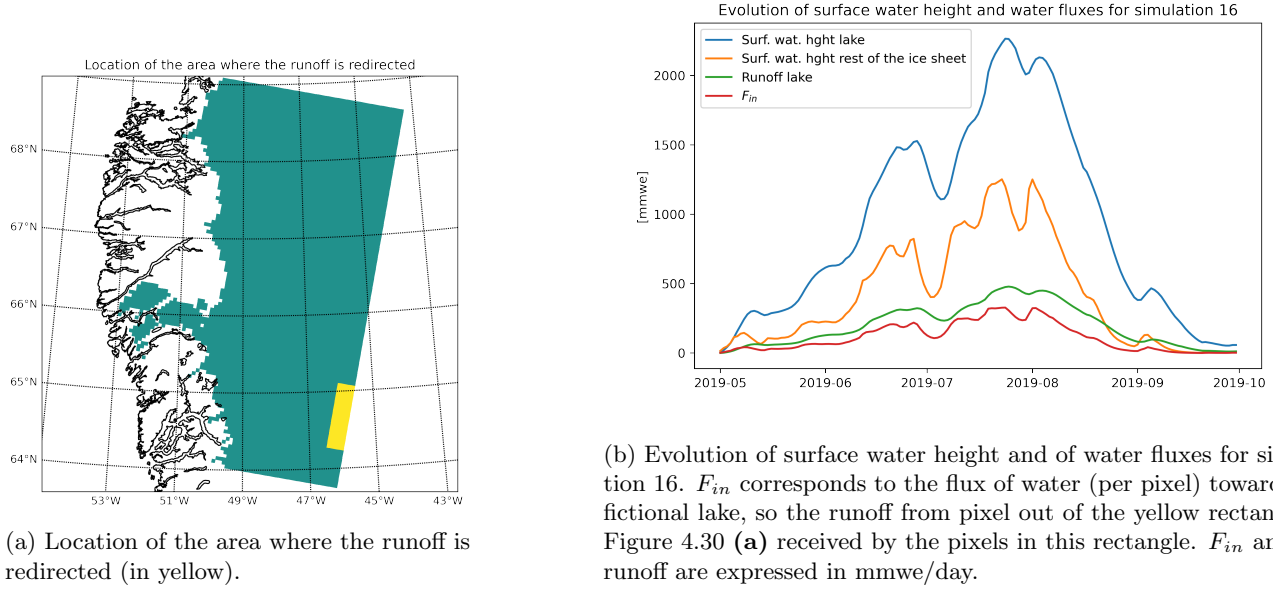 Location of the area where the runoff is redirected
68°N
67°N
66°N
65°N
64°N
53°W 51°W 49°W 47°W 45°W 43°W
(a) Location of the area where the runoff is
redirected (in yellow).
Evolution of surface water height and water fluxes for simulation 16
Surf. wat. hght lake
Surf. wat. hght rest of the ice sheet
Runoff lake
F_in
[mmwe]
2000
1500
1000
500
0
2019-05 2019-06 2019-07 2019-08 2019-09 2019-10
(b) Evolution of surface water height and of water fluxes for si
tion 16. F_in corresponds to the flux of water (per pixel) towar
fictional lake, so the runoff from pixel out of the yellow rectan
Figure 4.30 (a) received by the pixels in this rectangle. F_in an
runoff are expressed in mmwe/day.